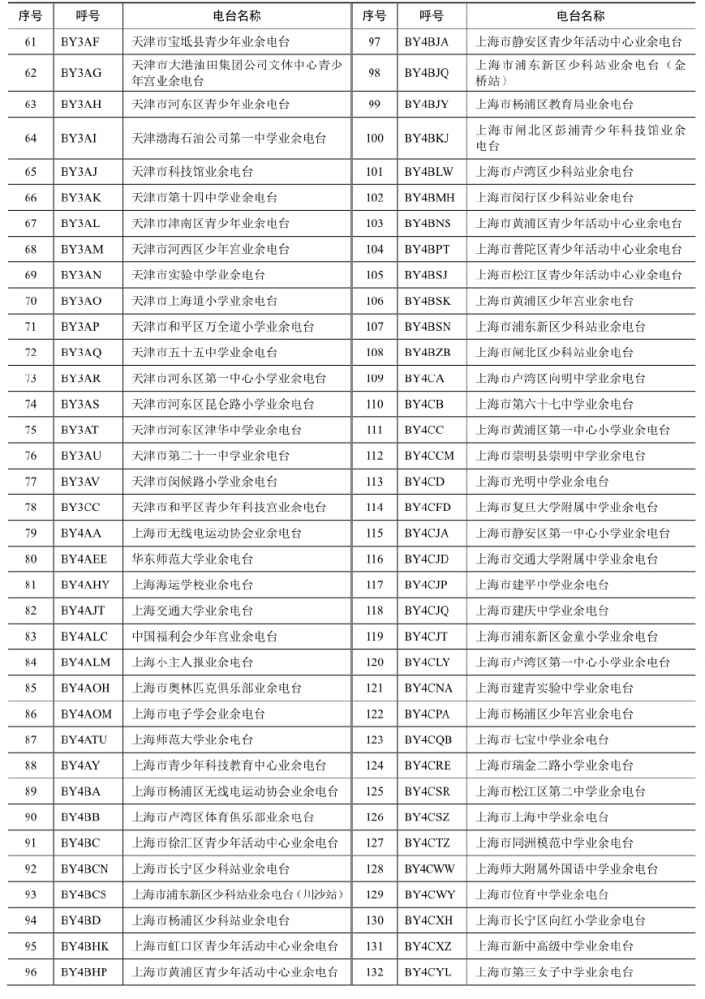 序号 呼号 电台名称 序号 呼号 电台名称
61 BY3AF 天津市宝坻县青少年业余电台 97 BY4BJA 上海市静安区青少年活动中心业余电台
62 BY3AG 天津市大港油田集团公司文体中心青少 98 BY4BJQ 上海市浦东新区少科站业余电台（金
年宫业余电台 桥站）
63 BY3AH 天津市河东区青少年业余电台 99 BY4BJY 上海市杨浦区教育局业余电台
64 BY3AI 天津渤海石油公司第一中学业余电台 100 BY4BKJ 上海市闸北区彭浦青少年科技馆业余
电台
65 BY3AJ 天津市科技馆业余电台 101 BY4BLW 上海市卢湾区少科站业余电台
66 BY3AK 天津市第十四中学业余电台 102 BY4BMH 上海市闵行区少科站业余电台
67 BY3AL 天津市津南区青少年业余电台 103 BY4BNS 上海市黄浦区青少年活动中心业余电台
68 BY3AM 天津市河西区少年宫业余电台 104 BY4BPT 上海市普陀区青少年活动中心业余电台
69 BY3AN 天津市实验中学业余电台 105 BY4BSJ 上海市松江区青少年活动中心业余电台
70 BY3AO 天津市上海道小学业余电台 106 BY4BSK 上海市黄浦区少年宫业余电台
71 BY3AP 天津市和平区万全道小学业余电台 107 BY4BSN 上海市浦东新区少科站业余电台
72 BY3AQ 天津市五十五中学业余电台 108 BY4BZB 上海市闸北区少科站业余电台
73 BY3AR 天津市河东区第一中心小学业余电台 109 BY4CA 上海市卢湾区向明中学业余电台
74 BY3AS 天津市河东区昆仑路小学业余电台 110 BY4CB 上海市第六十七中学业余电台
75 BY3AT 天津市河东区津华中学业余电台 111 BY4CC 上海市黄浦区第一中心小学业余电台
76 BY3AU 天津市第二十一中学业余电台 112 BY4CCM 上海市崇明县崇明中学业余电台
77 BY3AV 天津市闽候路小学业余电台 113 BY4CD 上海市光明中学业余电台
78 BY3CC 天津市和平区青少年科技宫业余电台 114 BY4CFD 上海市复旦大学附属中学业余电台
79 BY4AA 上海市无线电运动协会业余电台 115 BY4CJA 上海市静安区第一中心小学业余电台
80 BY4AEE 华东师范大学业余电台 116 BY4CJD 上海市交通大学附属中学业余电台
81 BY4AHY 上海海运学校业余电台 117 BY4CJP 上海市建平中学业余电台
82 BY4AJT 上海交通大学业余电台 118 BY4CJQ 上海市建庆中学业余电台
83 BY4ALC 中国福利会少年宫业余电台 119 BY4CJT 上海市浦东新区金童小学业余电台
84 BY4ALM 上海小主人报业余电台 120 BY4CLY 上海市卢湾区第一中心小学业余电台
85 BY4AOH 上海市奥林匹克俱乐部业余电台 121 BY4CNA 上海市建青实验中学业余电台
86 BY4AOM 上海市电子学会业余电台 122 BY4CPA 上海市杨浦区少年宫业余电台
87 BY4ATU 上海师范大学业余电台 123 BY4CQB 上海市七宝中学业余电台
88 BY4AY 上海市青少年科技教育中心业余电台 124 BY4CRE 上海市瑞金二路小学业余电台
89 BY4BA 上海市杨浦区无线电运动协会业余电台 125 BY4CSR 上海市松江区第二中学业余电台
90 BY4BB 上海市卢湾区体育俱乐部业余电台 126 BY4CSZ 上海市上海中学业余电台
91 BY4BC 上海市徐汇区青少年活动中心业余电台 127 BY4CTZ 上海市同洲模范中学业余电台
92 BY4BCN 上海市长宁区少科站业余电台 128 BY4CWW 上海师大附属外国语中学业余电台
93 BY4BCS 上海市浦东新区少科站业余电台（川沙站） 129 BY4CWY 上海市位育中学业余电台
94 BY4BD 上海市杨浦区少科站业余电台 130 BY4CXH 上海市长宁区向红小学业余电台
95 BY4BHK 上海市虹口区青少年活动中心业余电台 131 BY4CXZ 上海市新中高级中学业余电台
96 BY4BHP 上海市黄浦区青少年活动中心业余电台 132 BY4CYL 上海市第三女子中学业余电台